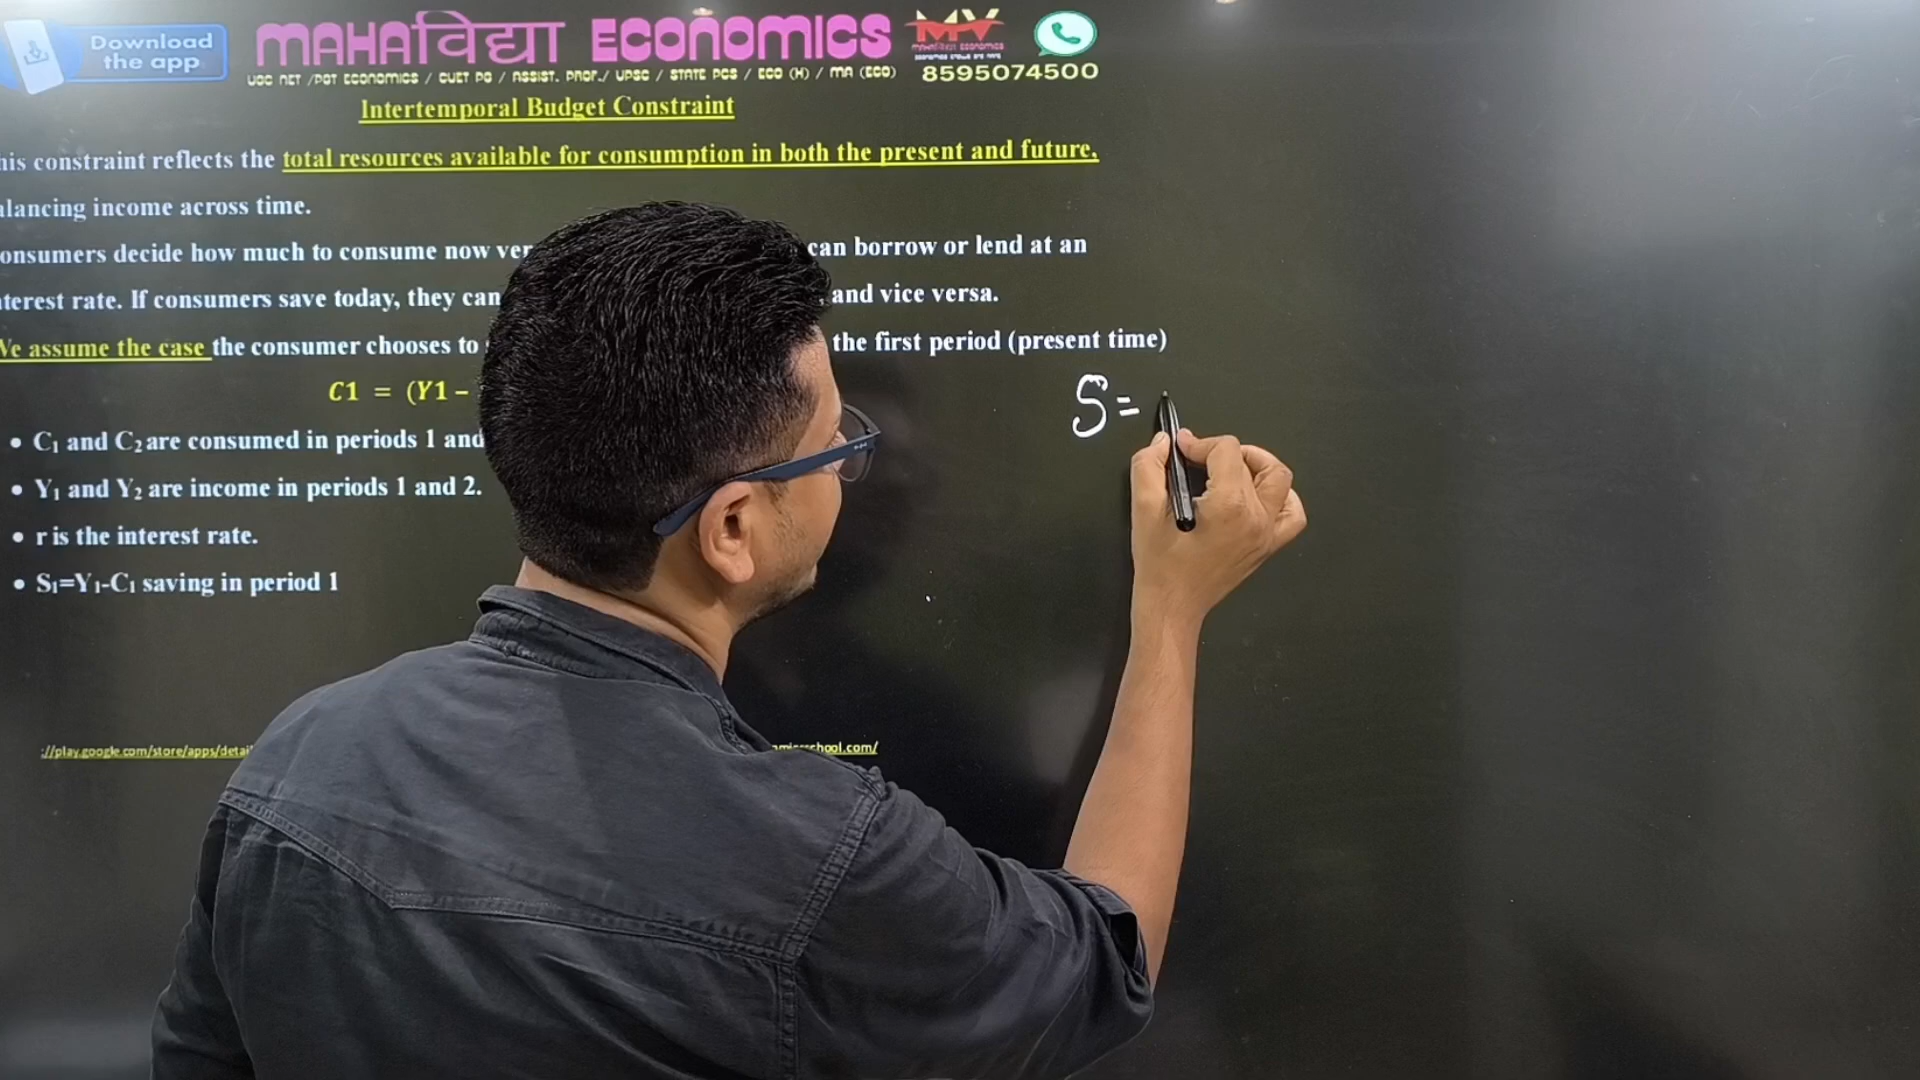 Download
the app
MAHAविद्या ECONOMICS
MV
MAHAविद्या ECONOMICS
UGC NET /PGT ECONOMICS / CUET PG / ASSIST. PROF./ UPSC / STATE PCS / ECO (H) / MA (ECO)
8595074500
Intertemporal Budget Constraint
his constraint reflects the total resources available for consumption in both the present and future,
alancing income across time.
onsumers decide how much to consume now ver can borrow or lend at an
terest rate. If consumers save today, they can and vice versa.
We assume the case the consumer chooses to the first period (present time)
C1 = (Y1 –
• C₁ and C₂ are consumed in periods 1 and
• Y₁ and Y₂ are income in periods 1 and 2.
• r is the interest rate.
• S₁=Y₁-C₁ saving in period 1
S=
://play.google.com/store/apps/detai school.com/